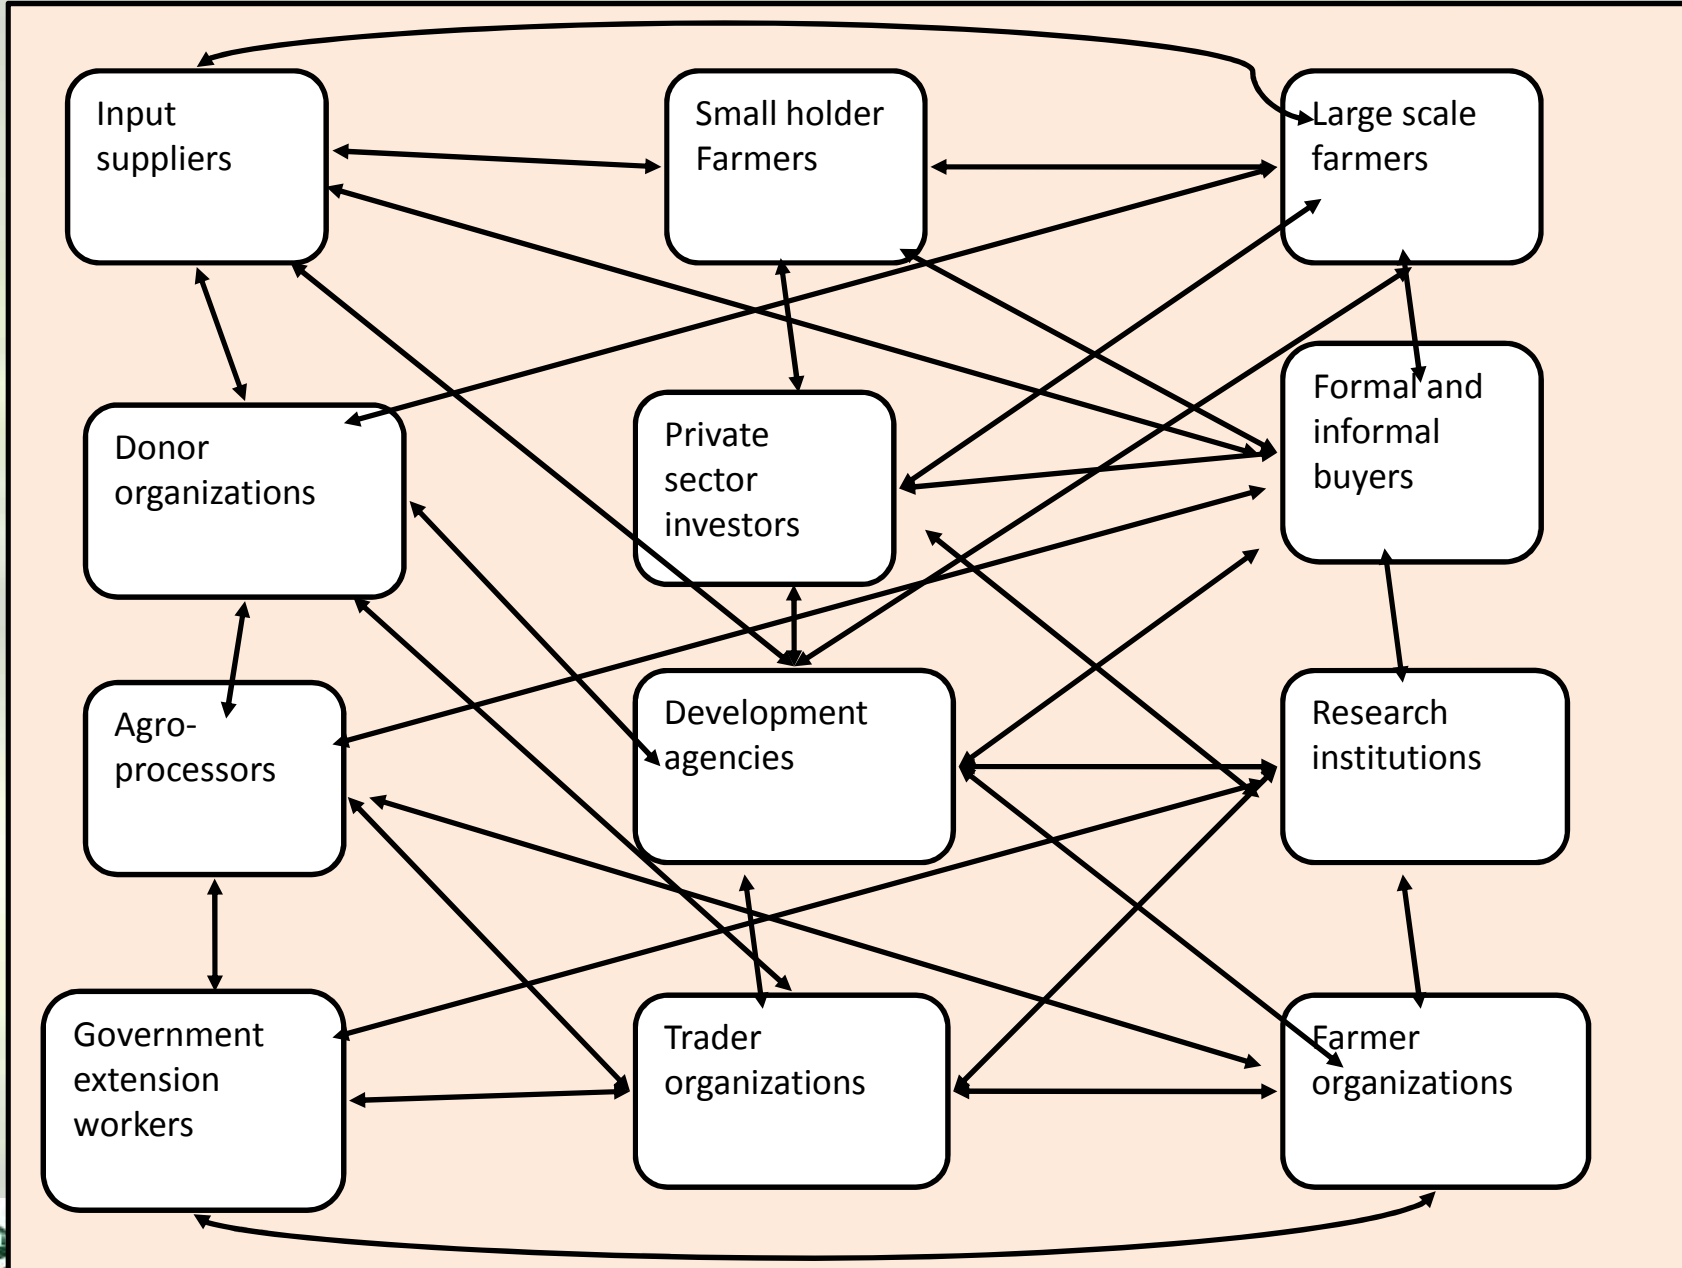 Input
suppliers
Small holder
Farmers
Large scale
farmers
Donor
organizations
Private
sector
investors
Formal and
informal
buyers
Agro-
processors
Development
agencies
Research
institutions
Government
extension
workers
Trader
organizations
Farmer
organizations